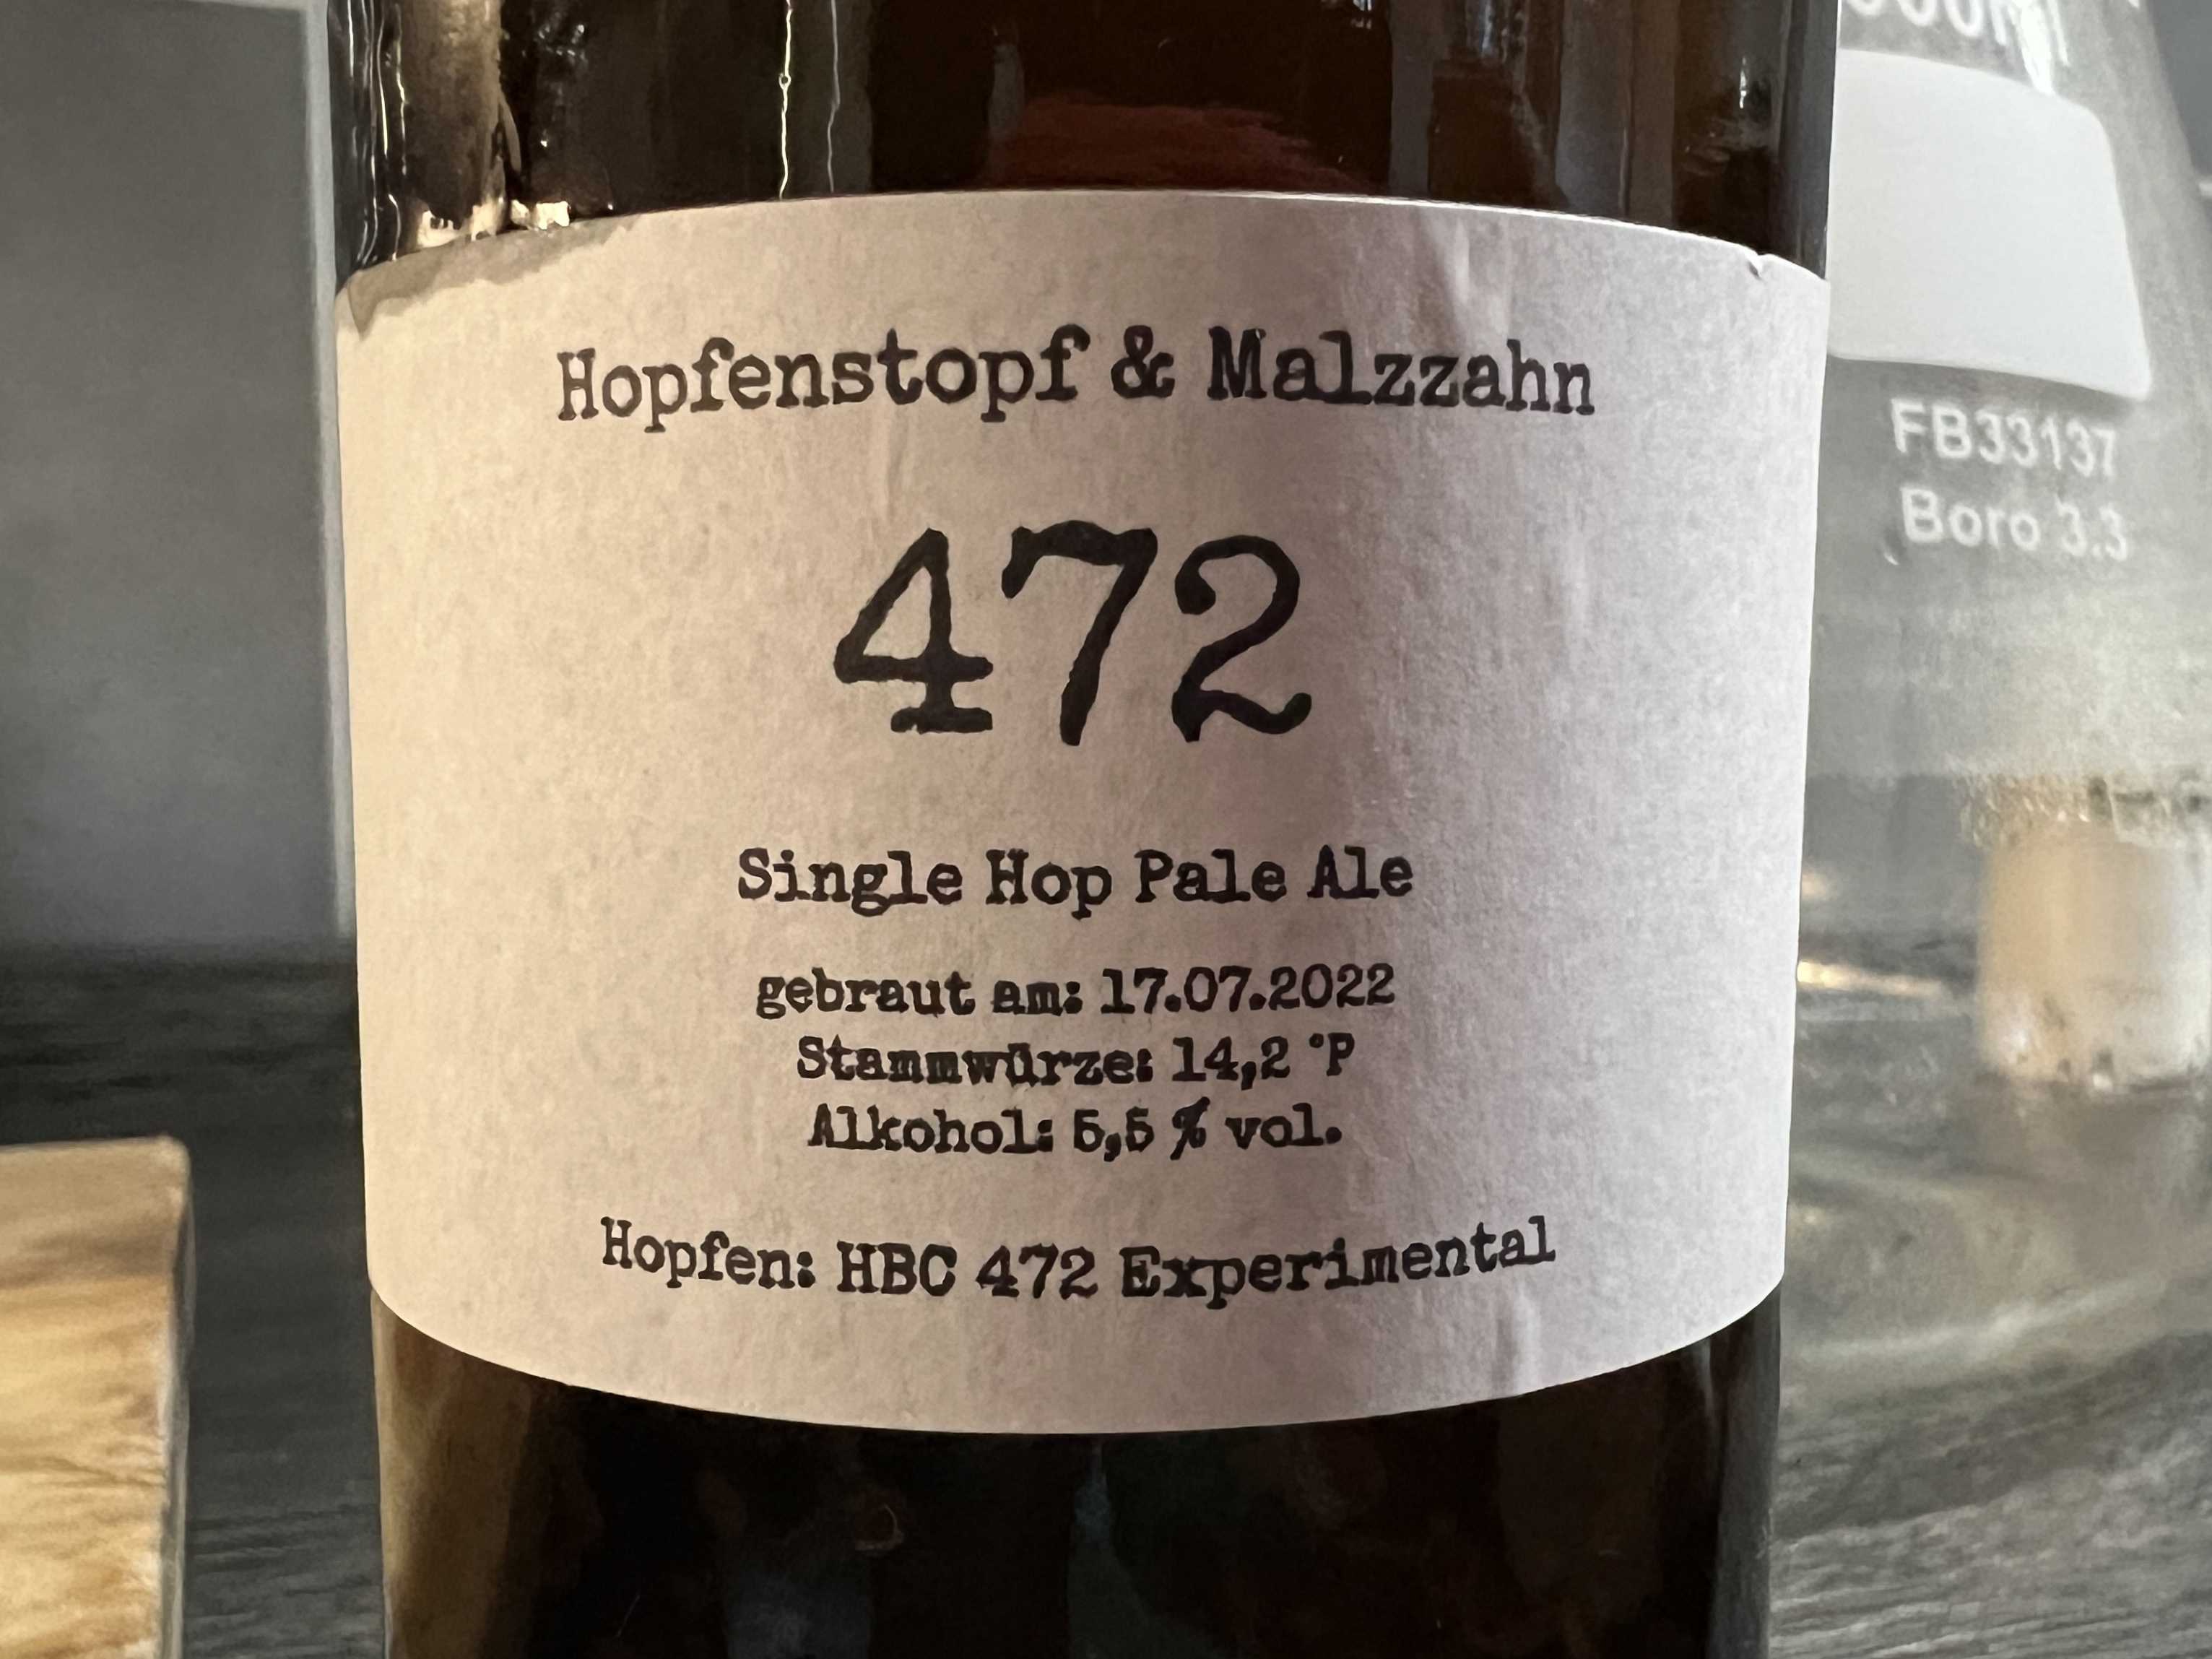 Hopfenstopf & Malzzahn
472
Single Hop Pale Ale
gebraut am: 17.07.2022
Stammwürze: 14,2 °P
Alkohol: 5,5 % vol.
Hopfen: HBC 472 Experimental
FB33137
Boro 3.3